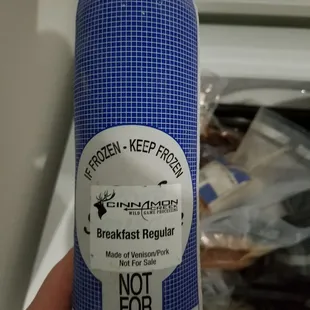 IF FROZEN - KEEP FROZEN
CINNAMON
CREEK
WILD GAME PROCESSING
Breakfast Regular
Made of Venison/Pork
Not For Sale
NOT
FOR